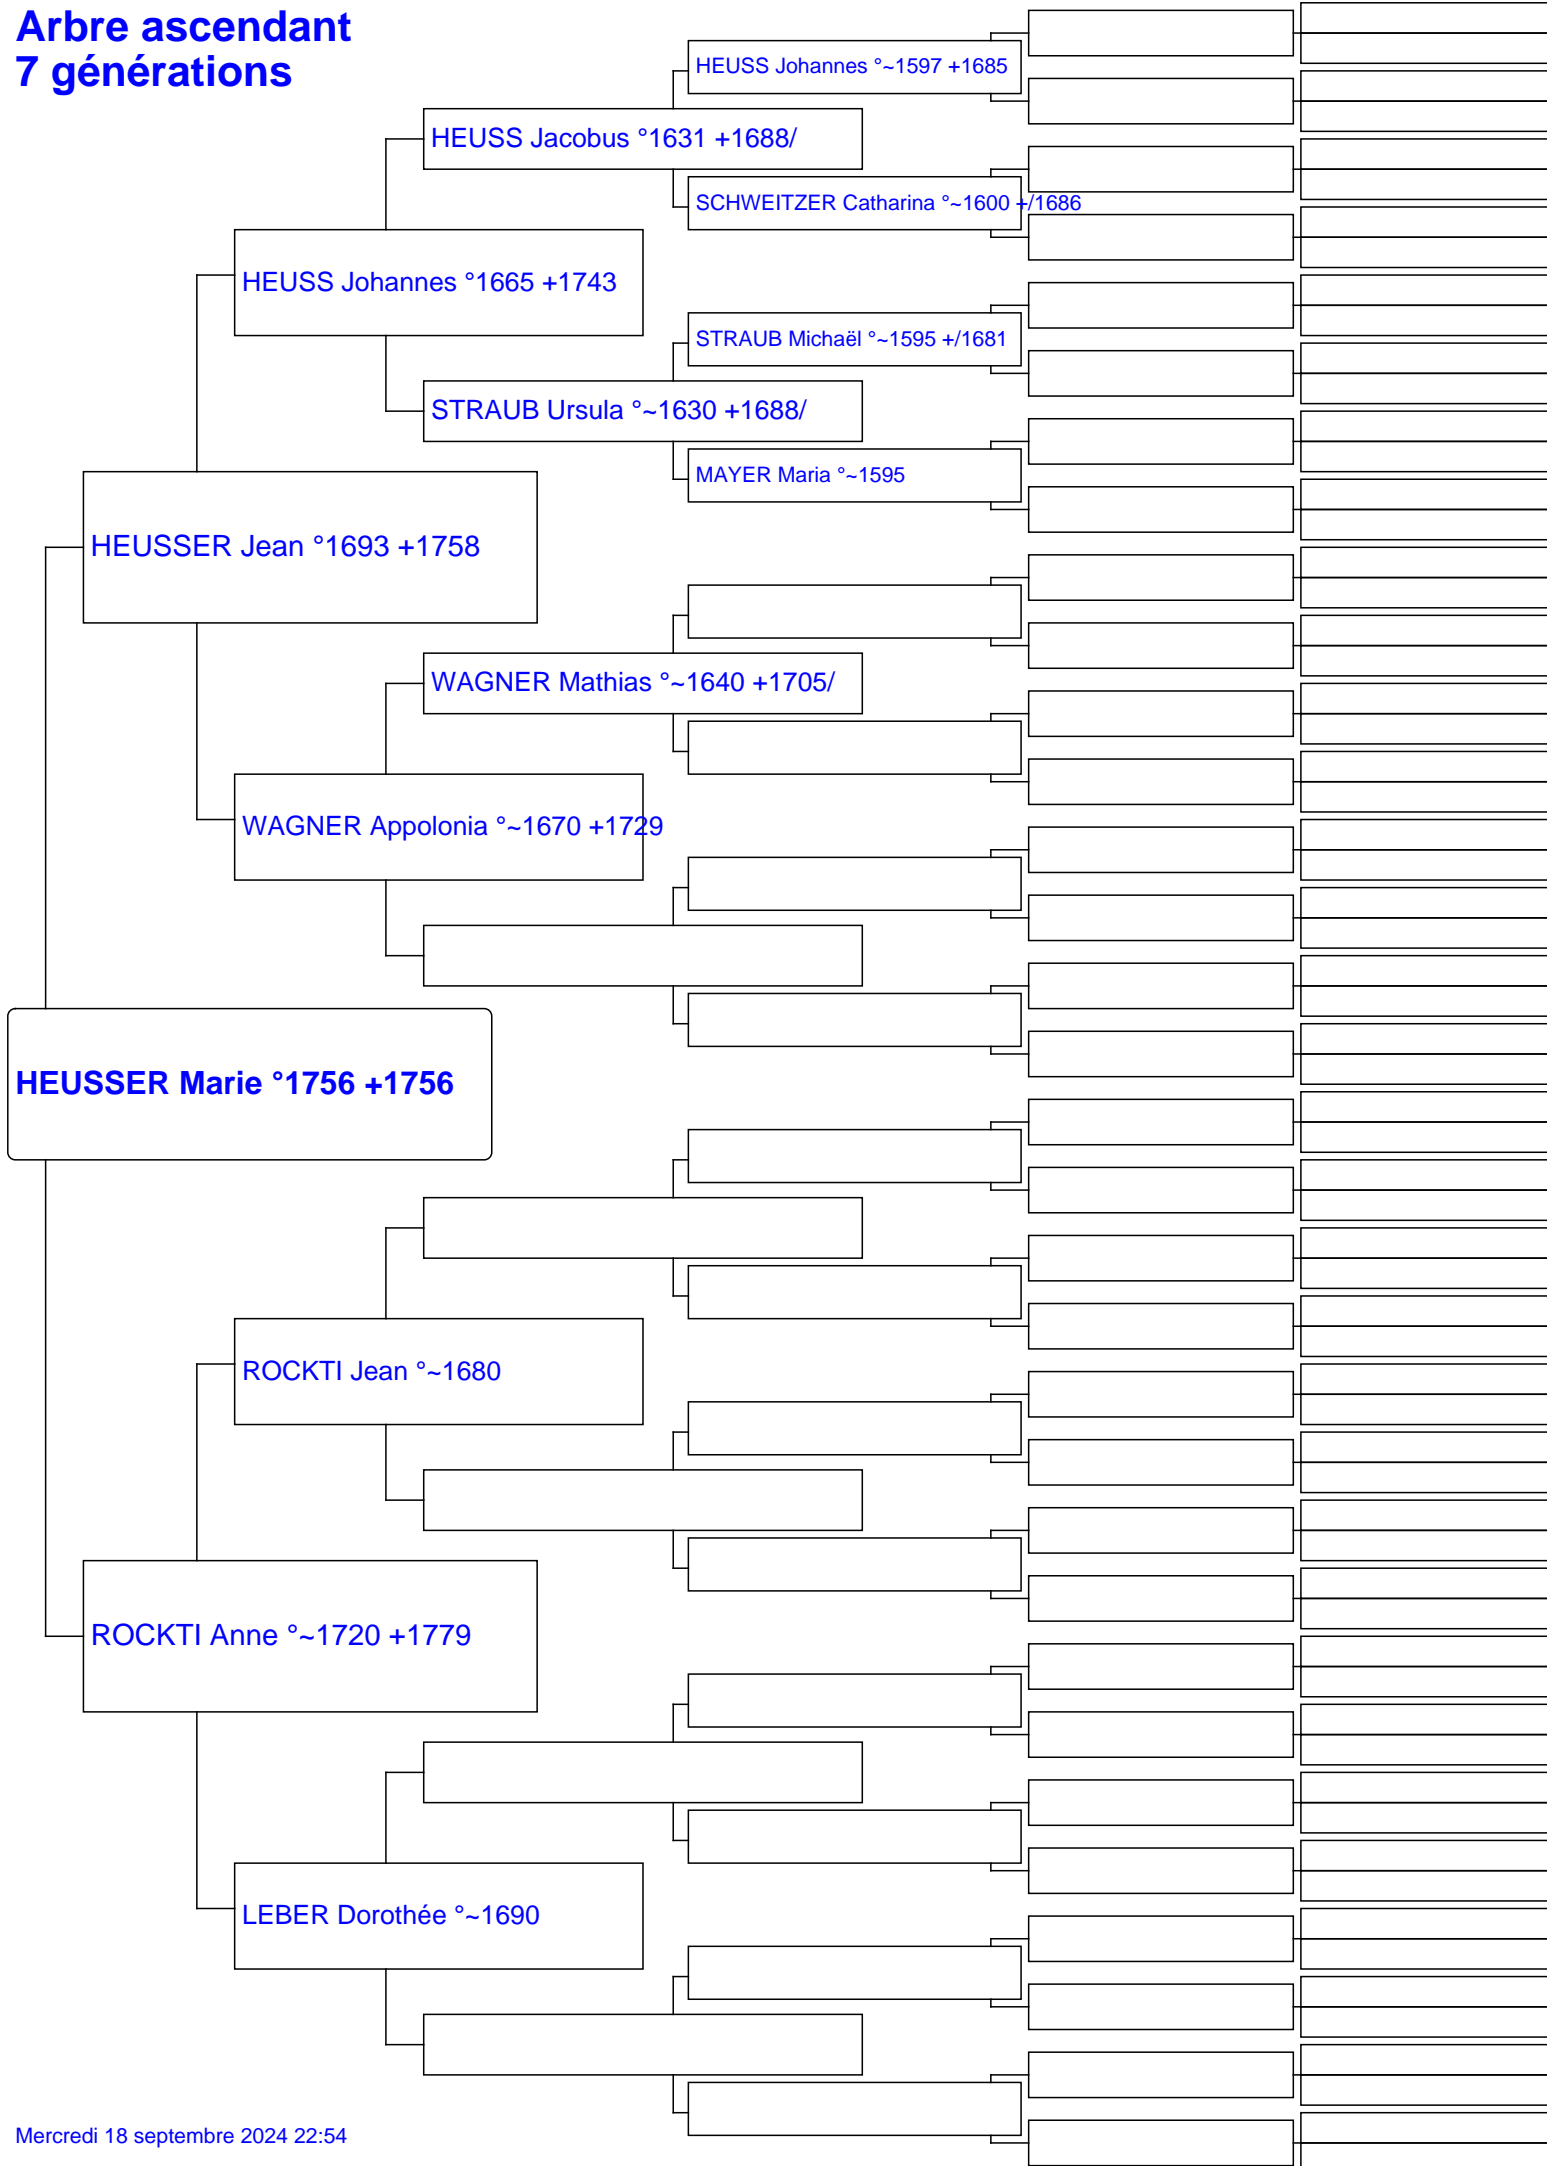 Arbre ascendant
7 générations
HEUSS Johannes °~1597 +1685
HEUSS Jacobus °1631 +1688/
SCHWEITZER Catharina °~1600 +/1686
HEUSS Johannes °1665 +1743
STRAUB Michaël °~1595 +/1681
STRAUB Ursula °~1630 +1688/
MAYER Maria °~1595
HEUSSER Jean °1693 +1758
WAGNER Mathias °~1640 +1705/
WAGNER Appolonia °~1670 +1729
HEUSSER Marie °1756 +1756
ROCKTI Jean °~1680
ROCKTI Anne °~1720 +1779
LEBER Dorothée °~1690
Mercredi 18 septembre 2024 22:54